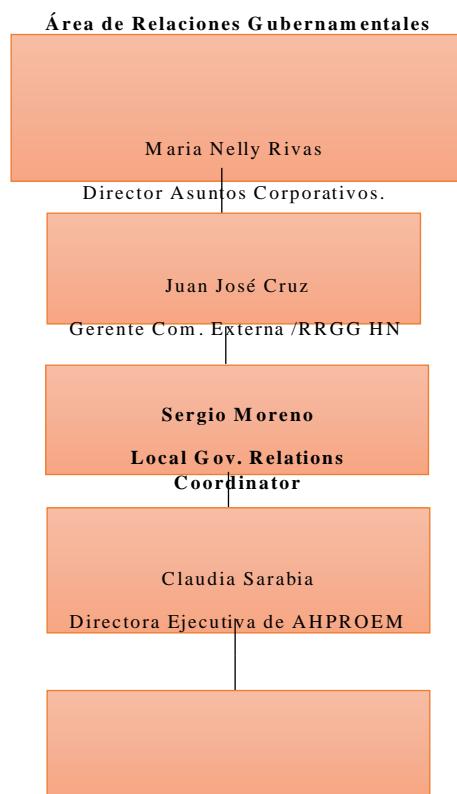 Área de Relaciones Gubernamentales
Maria Nelly Rivas
Director Asuntos Corporativos.
Juan José Cruz
Gerente Com. Externa /RRGG HN
Sergio Moreno
Local Gov. Relations
Coordinator
Claudia Sarabia
Directora Ejecutiva de AHPROEM